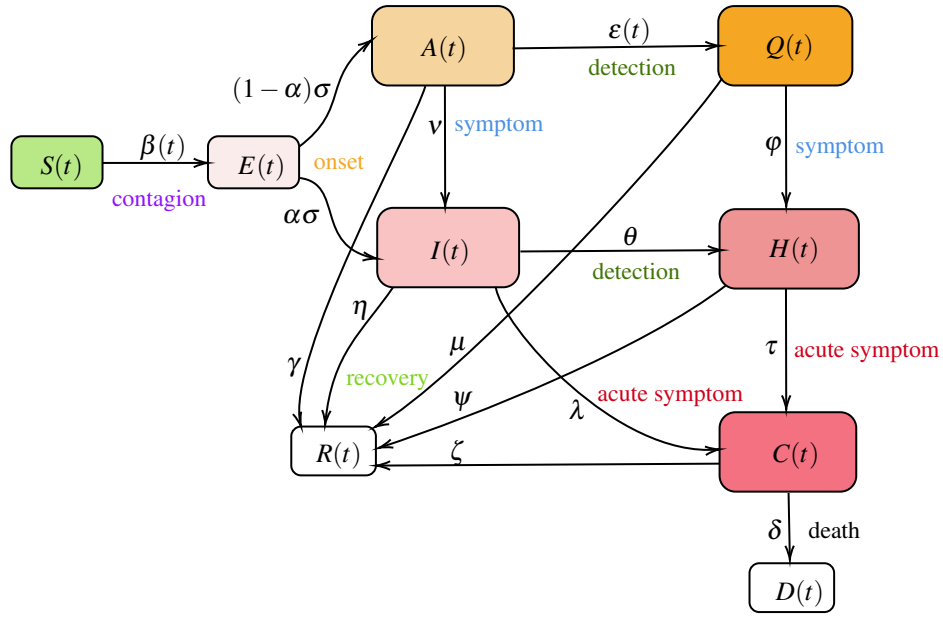 A(t)
ε(t)
Q(t)
detection
(1 − α)σ
ν
symptom
φ
symptom
S(t)
β(t)
E(t)
onset
contagion
ασ
I(t)
θ
H(t)
detection
η
γ
recovery
μ
ψ
λ
acute symptom
τ
acute symptom
R(t)
ζ
C(t)
δ
death
D(t)